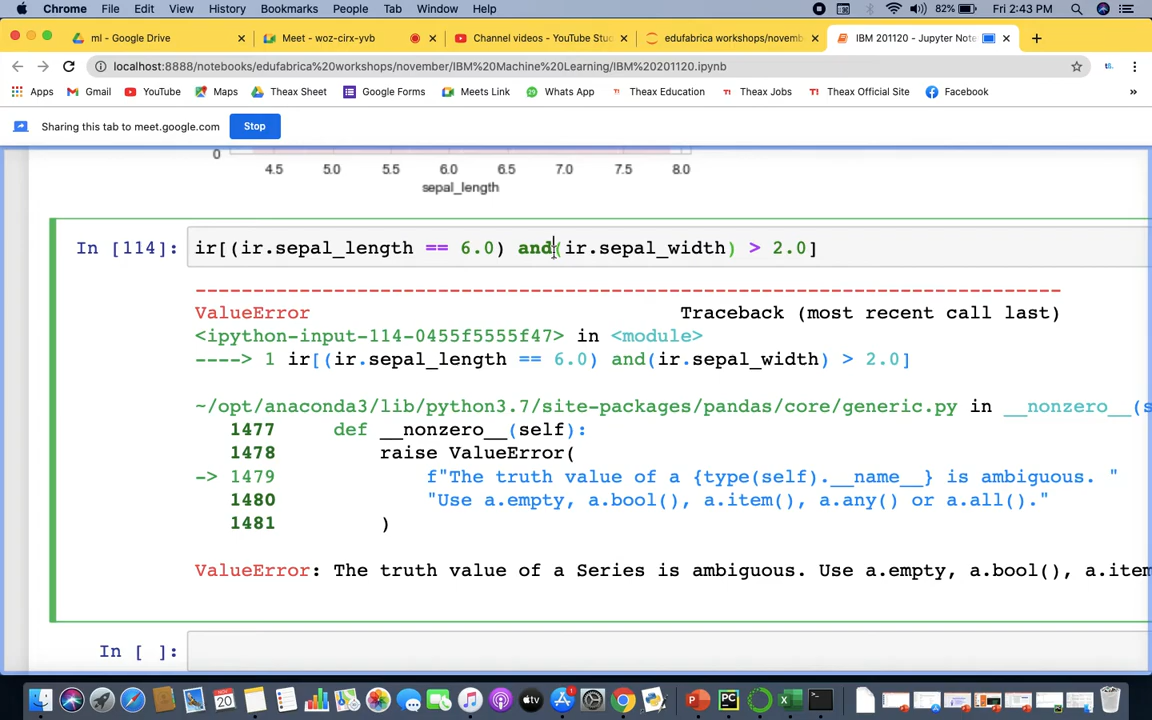 Chrome File Edit View History Bookmarks People Tab Window Help 82% Fri 2:43 PM
ml - Google Drive Meet - woz-cirx-yvb Channel videos - YouTube Stu edufabrica workshops/novemb IBM 201120 - Jupyter Note
localhost:8888/notebooks/edufabrica%20workshops/november/IBM%20Machine%20Learning/IBM%20201120.ipynb
Apps Gmail YouTube Maps Theax Sheet Google Forms Meets Link Whats App Theax Education Theax Jobs Theax Official Site Facebook »
Sharing this tab to meet.google.com Stop
0
4.5 5.0 5.5 6.0 6.5 7.0 7.5 8.0
sepal_length
In [114]: ir[(ir.sepal_length == 6.0) and(ir.sepal_width) > 2.0]
---------------------------------------------------------------------------
ValueError Traceback (most recent call last)
<ipython-input-114-0455f5555f47> in <module>
----> 1 ir[(ir.sepal_length == 6.0) and(ir.sepal_width) > 2.0]
~/opt/anaconda3/lib/python3.7/site-packages/pandas/core/generic.py in __nonzero__(s
1477 def __nonzero__(self):
1478 raise ValueError(
-> 1479 f"The truth value of a {type(self).__name__} is ambiguous. "
1480 "Use a.empty, a.bool(), a.item(), a.any() or a.all()."
1481 )
ValueError: The truth value of a Series is ambiguous. Use a.empty, a.bool(), a.item
In [ ]:
NOV
20